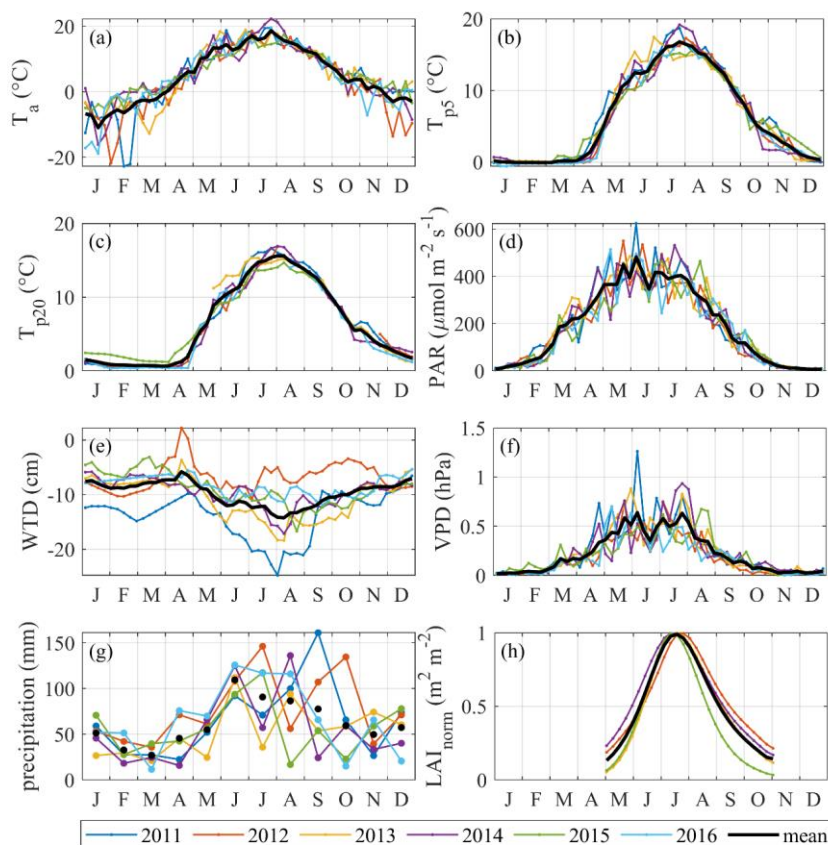 (a)
T_a (°C)
20
0
-20
J F M A M J J A S O N D
(b)
T_p5 (°C)
20
10
0
J F M A M J J A S O N D
(c)
T_p20 (°C)
20
10
0
J F M A M J J A S O N D
(d)
PAR (μmol m⁻² s⁻¹)
600
400
200
0
J F M A M J J A S O N D
(e)
WTD (cm)
0
-10
-20
J F M A M J J A S O N D
(f)
VPD (hPa)
1.5
1
0.5
0
J F M A M J J A S O N D
(g)
precipitation (mm)
150
100
50
0
J F M A M J J A S O N D
(h)
LAI_norm (m² m⁻²)
1
0.5
0
J F M A M J J A S O N D
2011 2012 2013 2014 2015 2016 mean